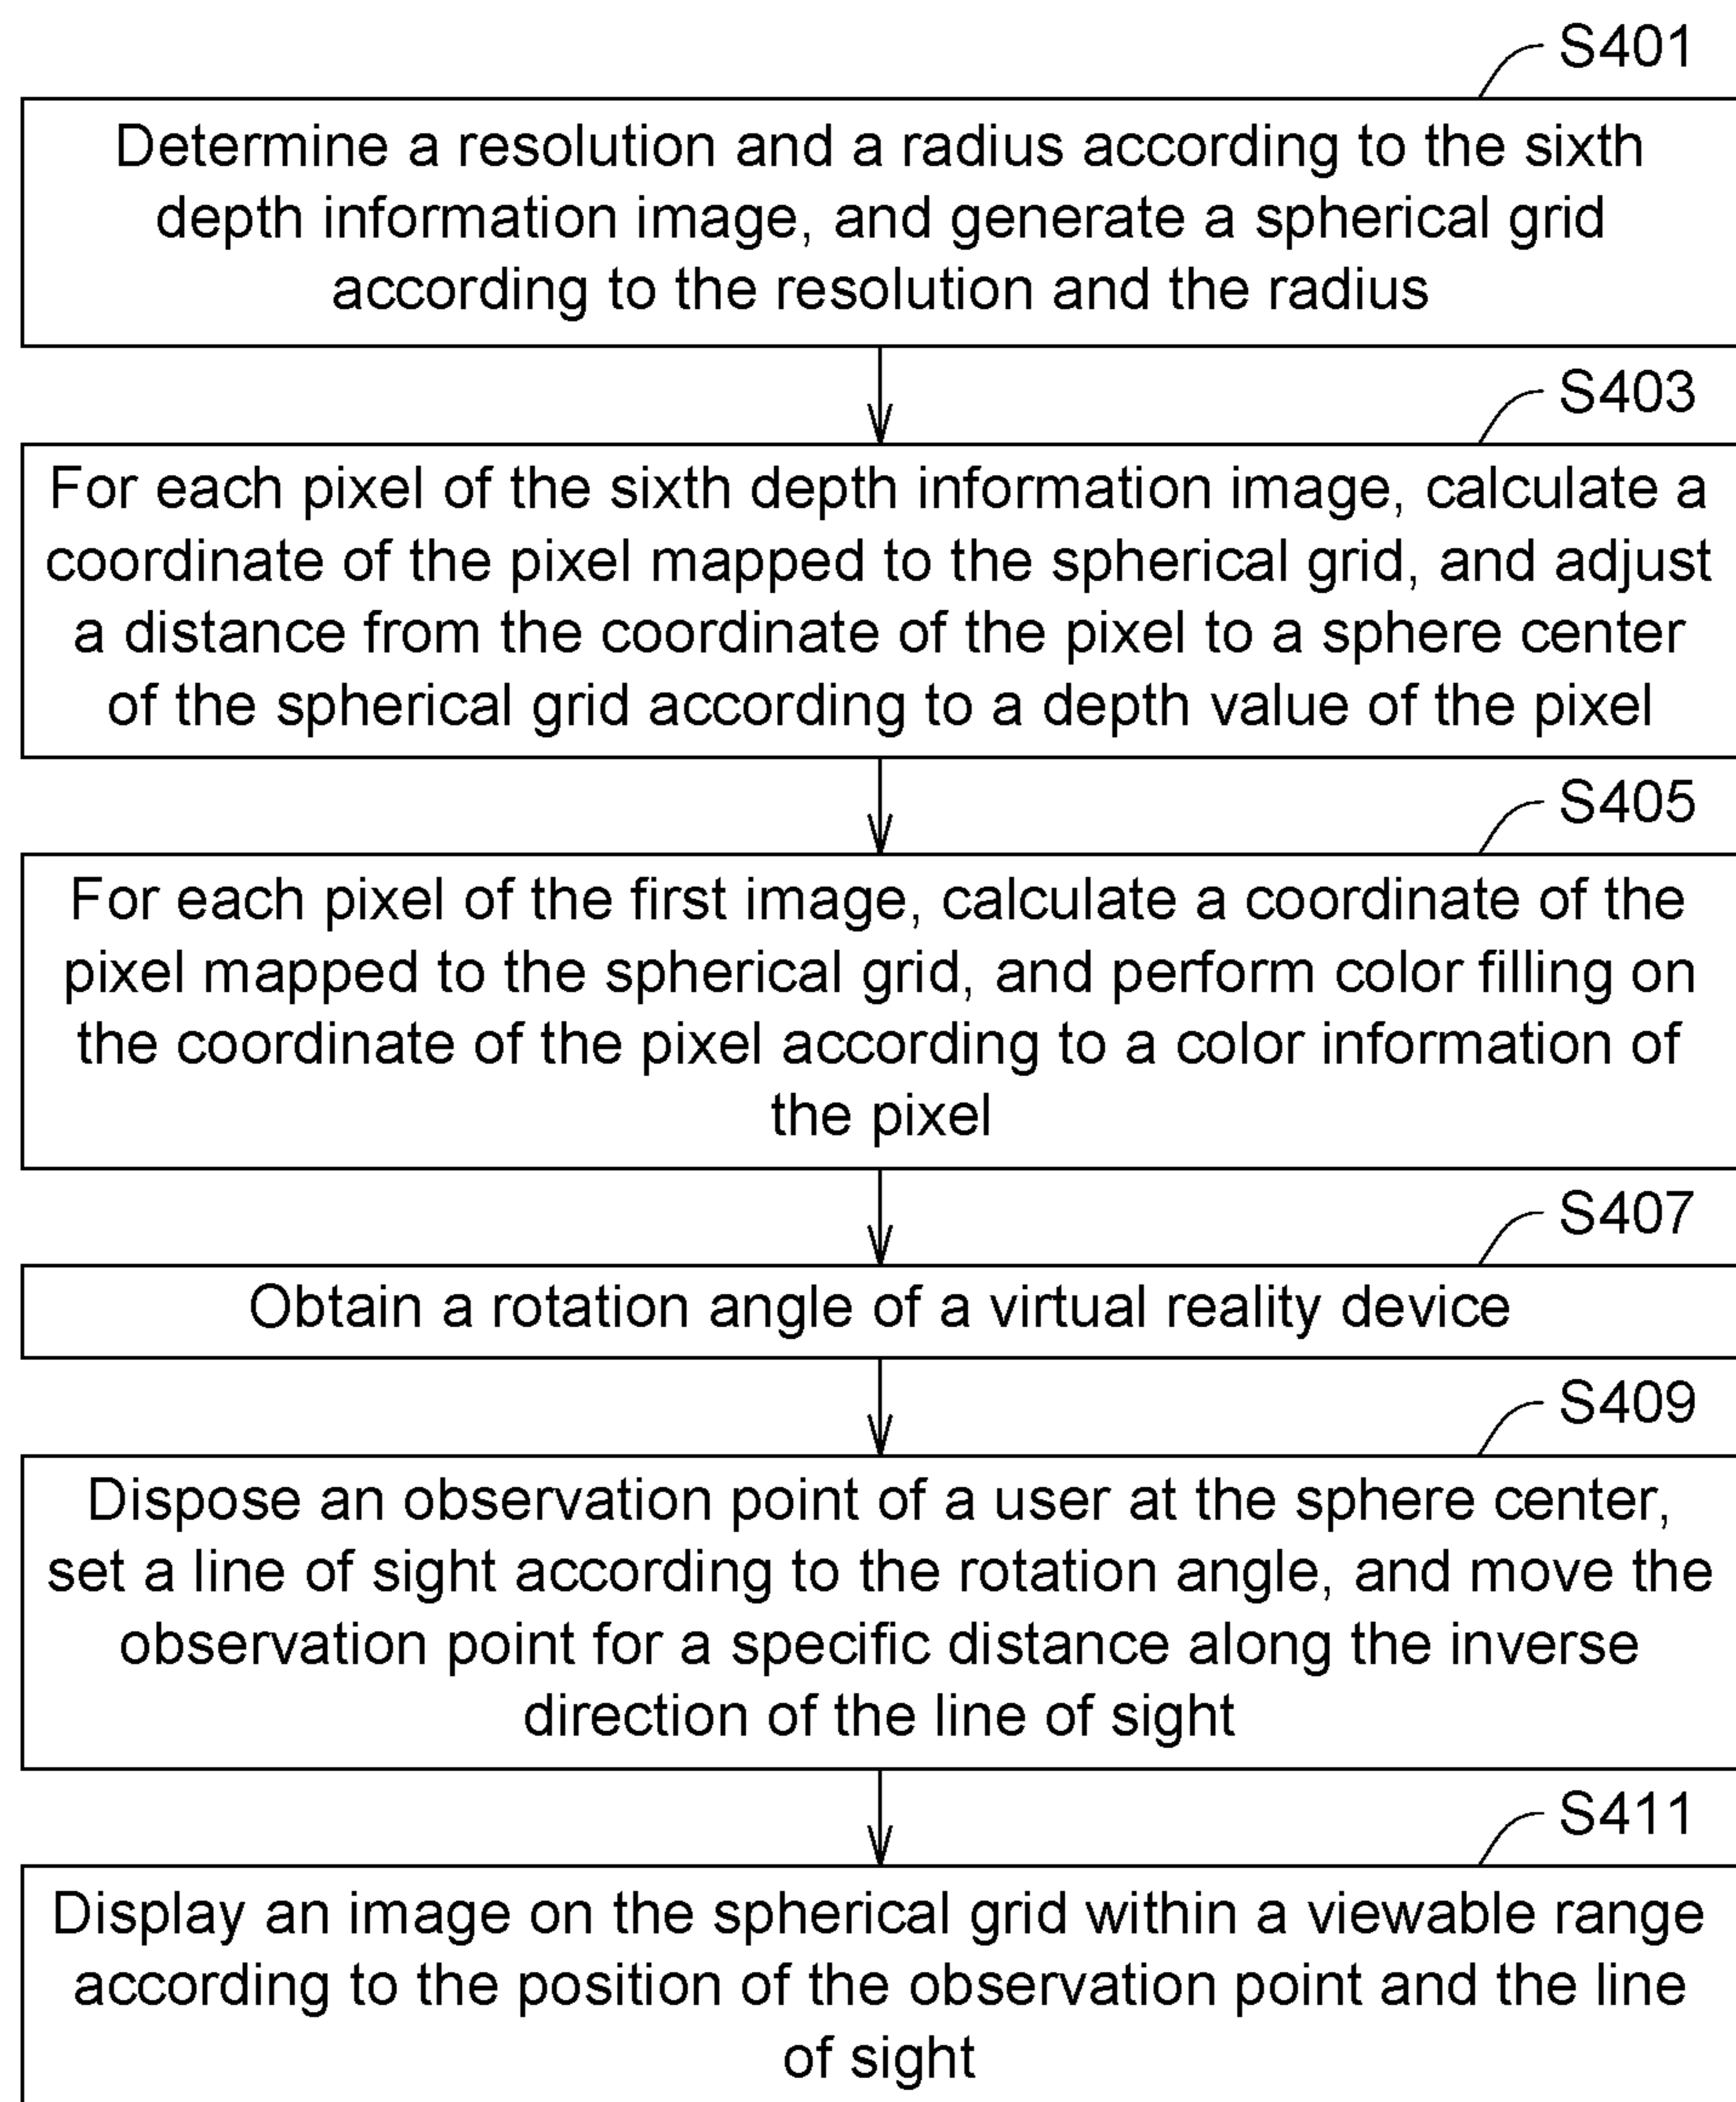 S401
Determine a resolution and a radius according to the sixth
depth information image, and generate a spherical grid
according to the resolution and the radius
S403
For each pixel of the sixth depth information image, calculate a
coordinate of the pixel mapped to the spherical grid, and adjust
a distance from the coordinate of the pixel to a sphere center
of the spherical grid according to a depth value of the pixel
S405
For each pixel of the first image, calculate a coordinate of the
pixel mapped to the spherical grid, and perform color filling on
the coordinate of the pixel according to a color information of
the pixel
S407
Obtain a rotation angle of a virtual reality device
S409
Dispose an observation point of a user at the sphere center,
set a line of sight according to the rotation angle, and move the
observation point for a specific distance along the inverse
direction of the line of sight
S411
Display an image on the spherical grid within a viewable range
according to the position of the observation point and the line
of sight